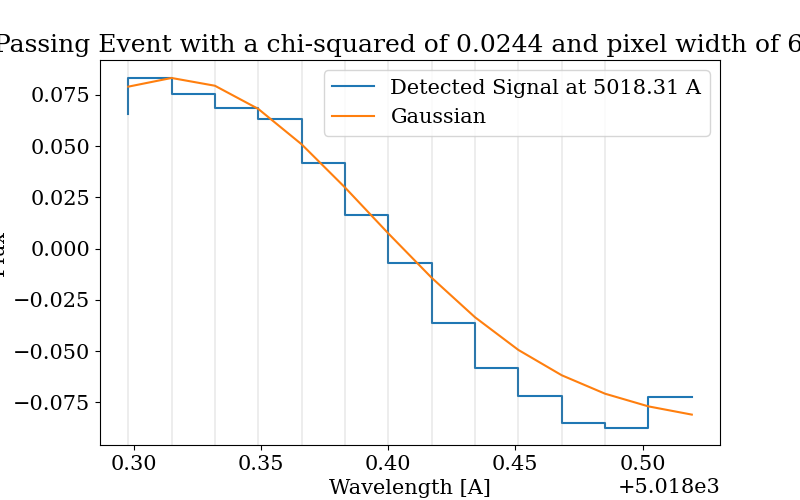 Passing Event with a chi-squared of 0.0244 and pixel width of 6
Detected Signal at 5018.31 A
Gaussian
0.075
0.050
0.025
0.000
−0.025
−0.050
−0.075
Flux
0.30 0.35 0.40 0.45 0.50
Wavelength [A] +5.018e3